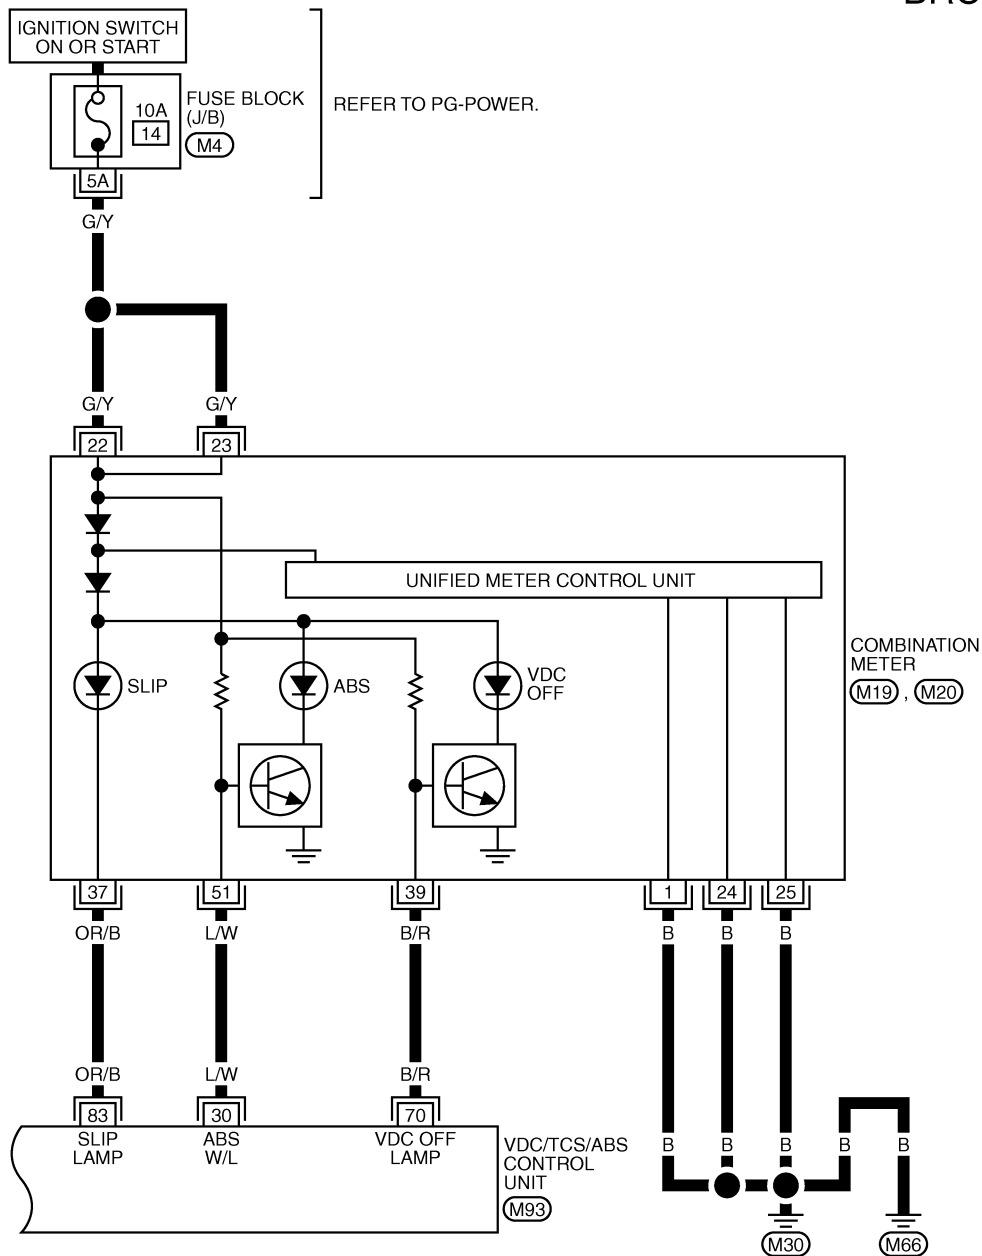 IGNITION SWITCH
ON OR START
10A
14
FUSE BLOCK
(J/B)
M4
REFER TO PG-POWER.
5A
G/Y
G/Y
G/Y
22
23
UNIFIED METER CONTROL UNIT
COMBINATION
METER
M19 , M20
SLIP
ABS
VDC
OFF
37
51
39
1
24
25
OR/B
L/W
B/R
B
B
B
OR/B
L/W
B/R
83
30
70
SLIP
LAMP
ABS
W/L
VDC OFF
LAMP
VDC/TCS/ABS
CONTROL
UNIT
M93
B
B
B
B
B
M30
M66